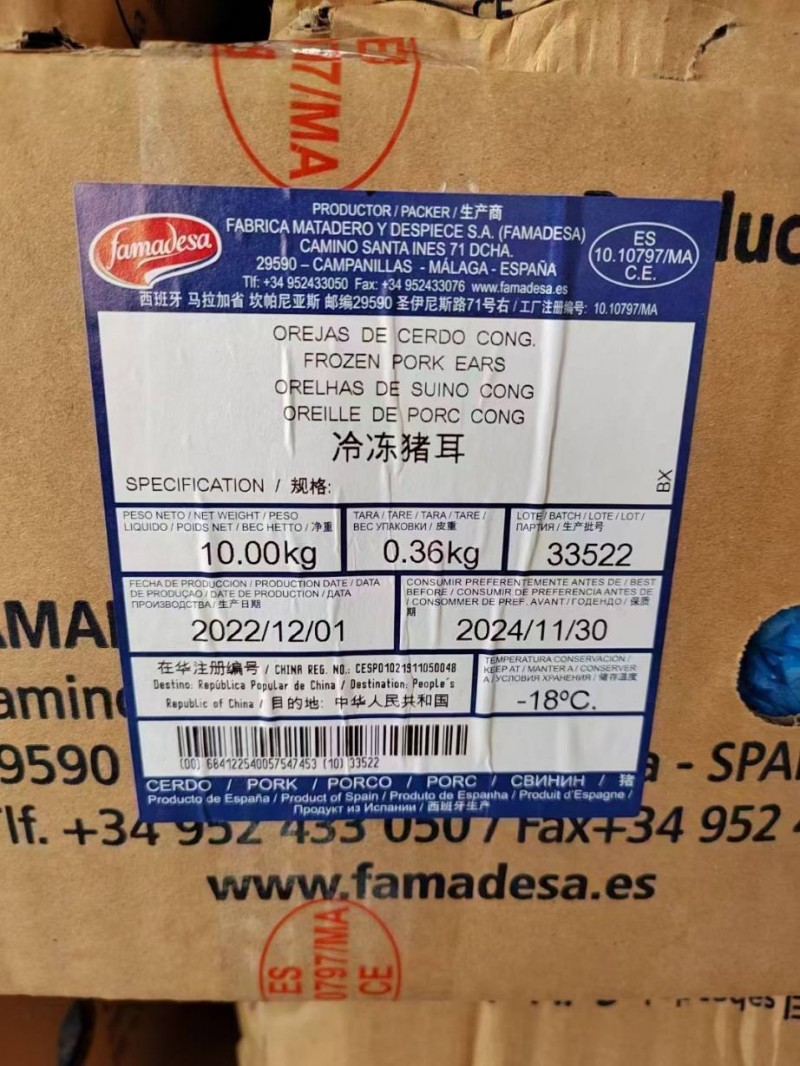 17/MA
famadesa
PRODUCTOR / PACKER / 生产商
FABRICA MATADERO Y DESPIECE S.A. (FAMADESA)
CAMINO SANTA INES 71 DCHA.
29590 – CAMPANILLAS - MÁLAGA - ESPAÑA
Tlf: +34 952433050 Fax: +34 952433076 www.famadesa.es
西班牙 马拉加省 坎帕尼亚斯 邮编29590 圣伊尼斯路71号右 / 工厂注册编号: 10.10797/MA
ES
10.10797/MA
C.E.
OREJAS DE CERDO CONG.
FROZEN PORK EARS
ORELHAS DE SUINO CONG
OREILLE DE PORC CONG
冷冻猪耳
SPECIFICATION / 规格:
BX
PESO NETO / NET WEIGHT / PESO
LIQUIDO / POIDS NET / ВЕС НЕТТО / 净重
10.00kg
TARA / TARE / TARA / TARE /
ВЕС УПАКОВКИ / 皮重
0.36kg
LOTE / BATCH / LOTE / LOT /
ПАРТИЯ / 生产批号
33522
FECHA DE PRODUCCION / PRODUCTION DATE / DATA
DE PRODUÇAO / DATE DE PRODUCTION / ДАТА
ПРОИЗВОДСТВА / 生产日期
2022/12/01
CONSUMIR PREFERENTEMENTE ANTES DE / BEST
BEFORE / CONSUMIR DE PREFERENCIA ANTES DE
/ CONSOMMER DE PREF. AVANT / ГОДЕНДО / 保质
期
2024/11/30
在华注册编号 / CHINA REG. NO.: CESP01021911050048
Destino: República Popular de China / Destination: People's
Republic of China / 目的地: 中华人民共和国
TEMPERATURA CONSERVACIÓN /
KEEP AT / MANTER A / CONSERVER
A / УСЛОВИЯ ХРАНЕНИЯ / 储存温度
-18ºC.
(00) 684122540057547453 (10) 33522
CERDO / PORK / PORCO / PORC / СВИНИН / 猪
Producto de España / Product of Spain / Produto de Espanha / Produit d'Espagne /
Продукт из Испании / 西班牙生产
9590
a - SPA
Tlf. +34 952 433 050 / Fax+34 952
www.famadesa.es
ES
0797/MA
CE